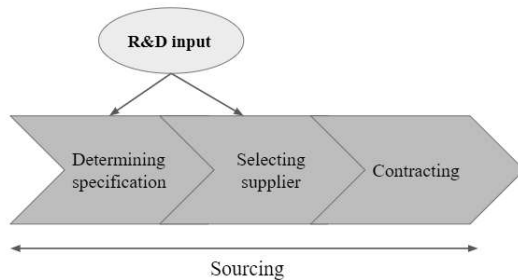 R&D input
Determining
specification
Selecting
supplier
Contracting
Sourcing